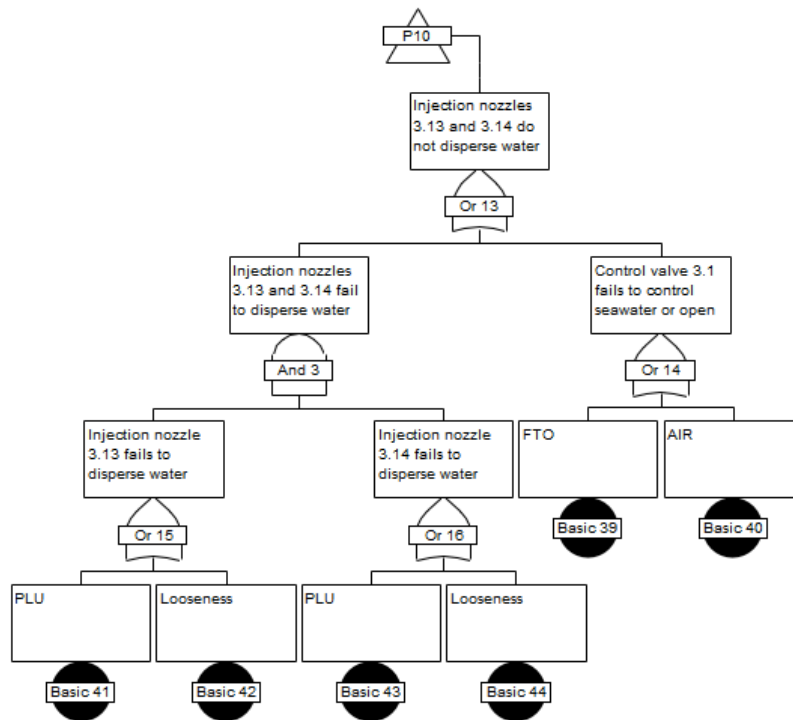 P10
Injection nozzles
3.13 and 3.14 do
not disperse water
Or 13
Injection nozzles
3.13 and 3.14 fail
to disperse water
Control valve 3.1
fails to control
seawater or open
And 3
Or 14
Injection nozzle
3.13 fails to
disperse water
Injection nozzle
3.14 fails to
disperse water
FTO
AIR
Or 15
Or 16
Basic 39
Basic 40
PLU
Looseness
PLU
Looseness
Basic 41
Basic 42
Basic 43
Basic 44